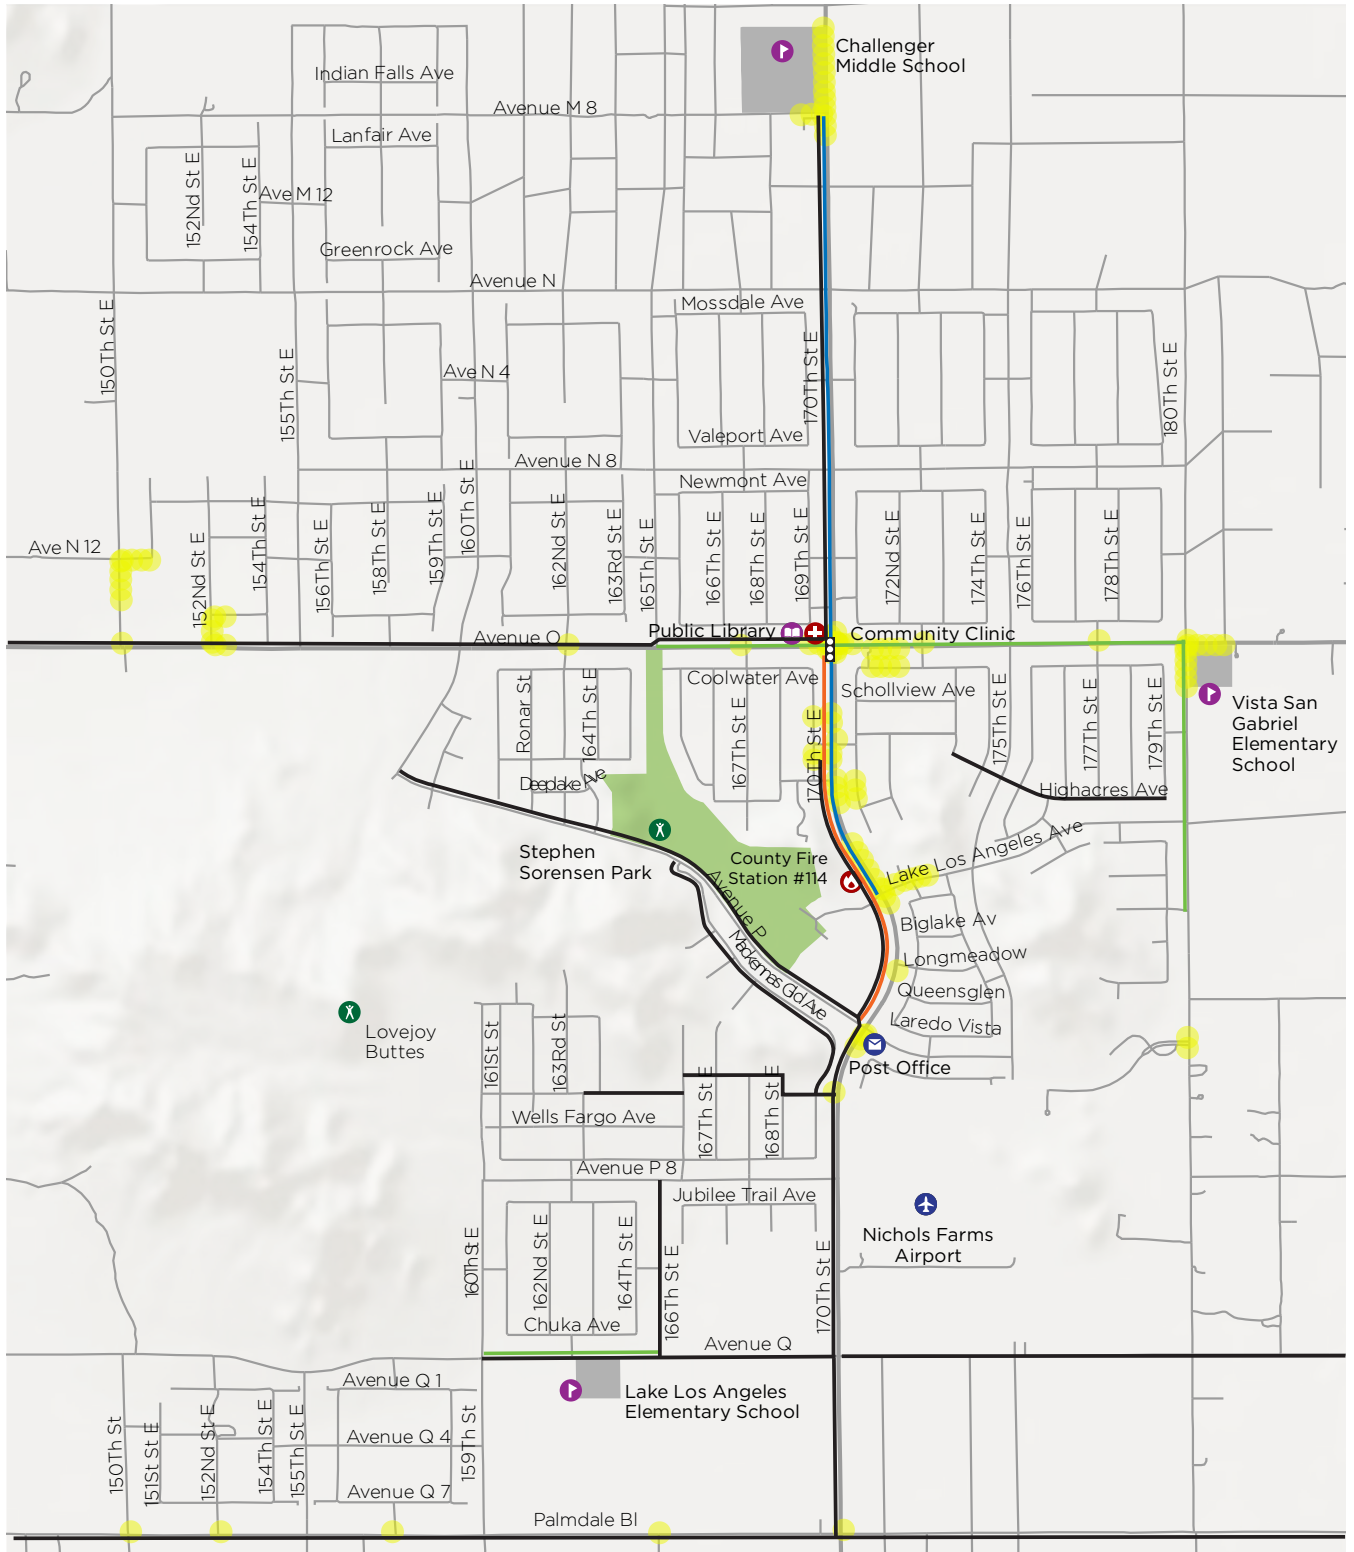 Challenger
Middle School
Indian Falls Ave
Avenue M 8
Lanfair Ave
152Nd St E
154Th St E
Ave M 12
Greenrock Ave
Avenue N
Mossdale Ave
150Th St E
155Th St E
Ave N 4
170Th St E
180Th St E
Valeport Ave
Avenue N 8
Newmont Ave
160Th St E
Ave N 12
152Nd St E
154Th St E
156Th St E
158Th St E
159Th St E
162Nd St E
163Rd St E
165Th St E
166Th St E
168Th St E
169Th St E
172Nd St E
174Th St E
176Th St E
178Th St E
Avenue O
Public Library
Community Clinic
Coolwater Ave
Schollview Ave
Ronar St
164Th St E
167Th St E
170Th St E
175Th St E
177Th St E
179Th St E
Vista San
Gabriel
Elementary
School
Deeplake Ave
Highacres Ave
Stephen
Sorensen Park
County Fire
Station #114
Lake Los Angeles Ave
Avenue P
Biglake Av
Mackennas Gld Ave
Longmeadow
Queensglen
Laredo Vista
Lovejoy
Buttes
161St St
163Rd St
Post Office
Wells Fargo Ave
167Th St E
168Th St E
Avenue P 8
Jubilee Trail Ave
160Th St E
162Nd St E
164Th St E
166Th St E
170Th St E
Nichols Farms
Airport
Chuka Ave
Avenue Q
Avenue Q 1
Lake Los Angeles
Elementary School
150Th St
151St St E
152Nd St E
154Th St E
155Th St E
Avenue Q 4
159Th St
Avenue Q 7
Palmdale Bl